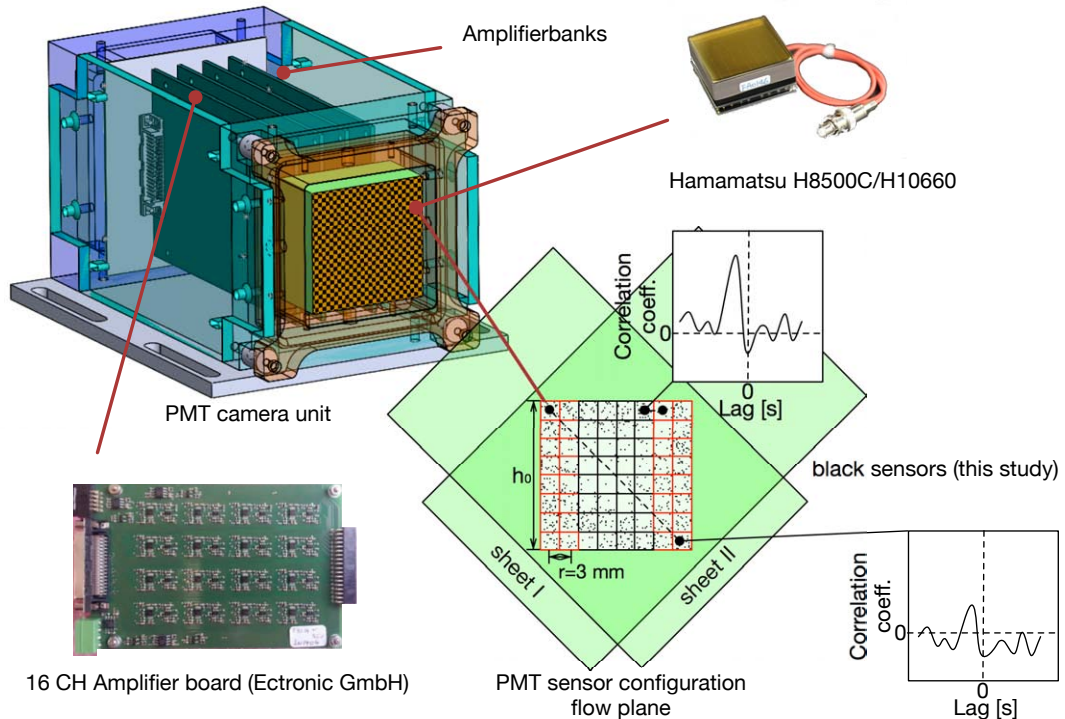 Amplifierbanks
Hamamatsu H8500C/H10660
PMT camera unit
Correlation
coeff.
0
0
Lag [s]
h₀
r=3 mm
sheet I
sheet II
black sensors (this study)
Correlation
coeff.
0
0
Lag [s]
16 CH Amplifier board (Ectronic GmbH)
PMT sensor configuration
flow plane